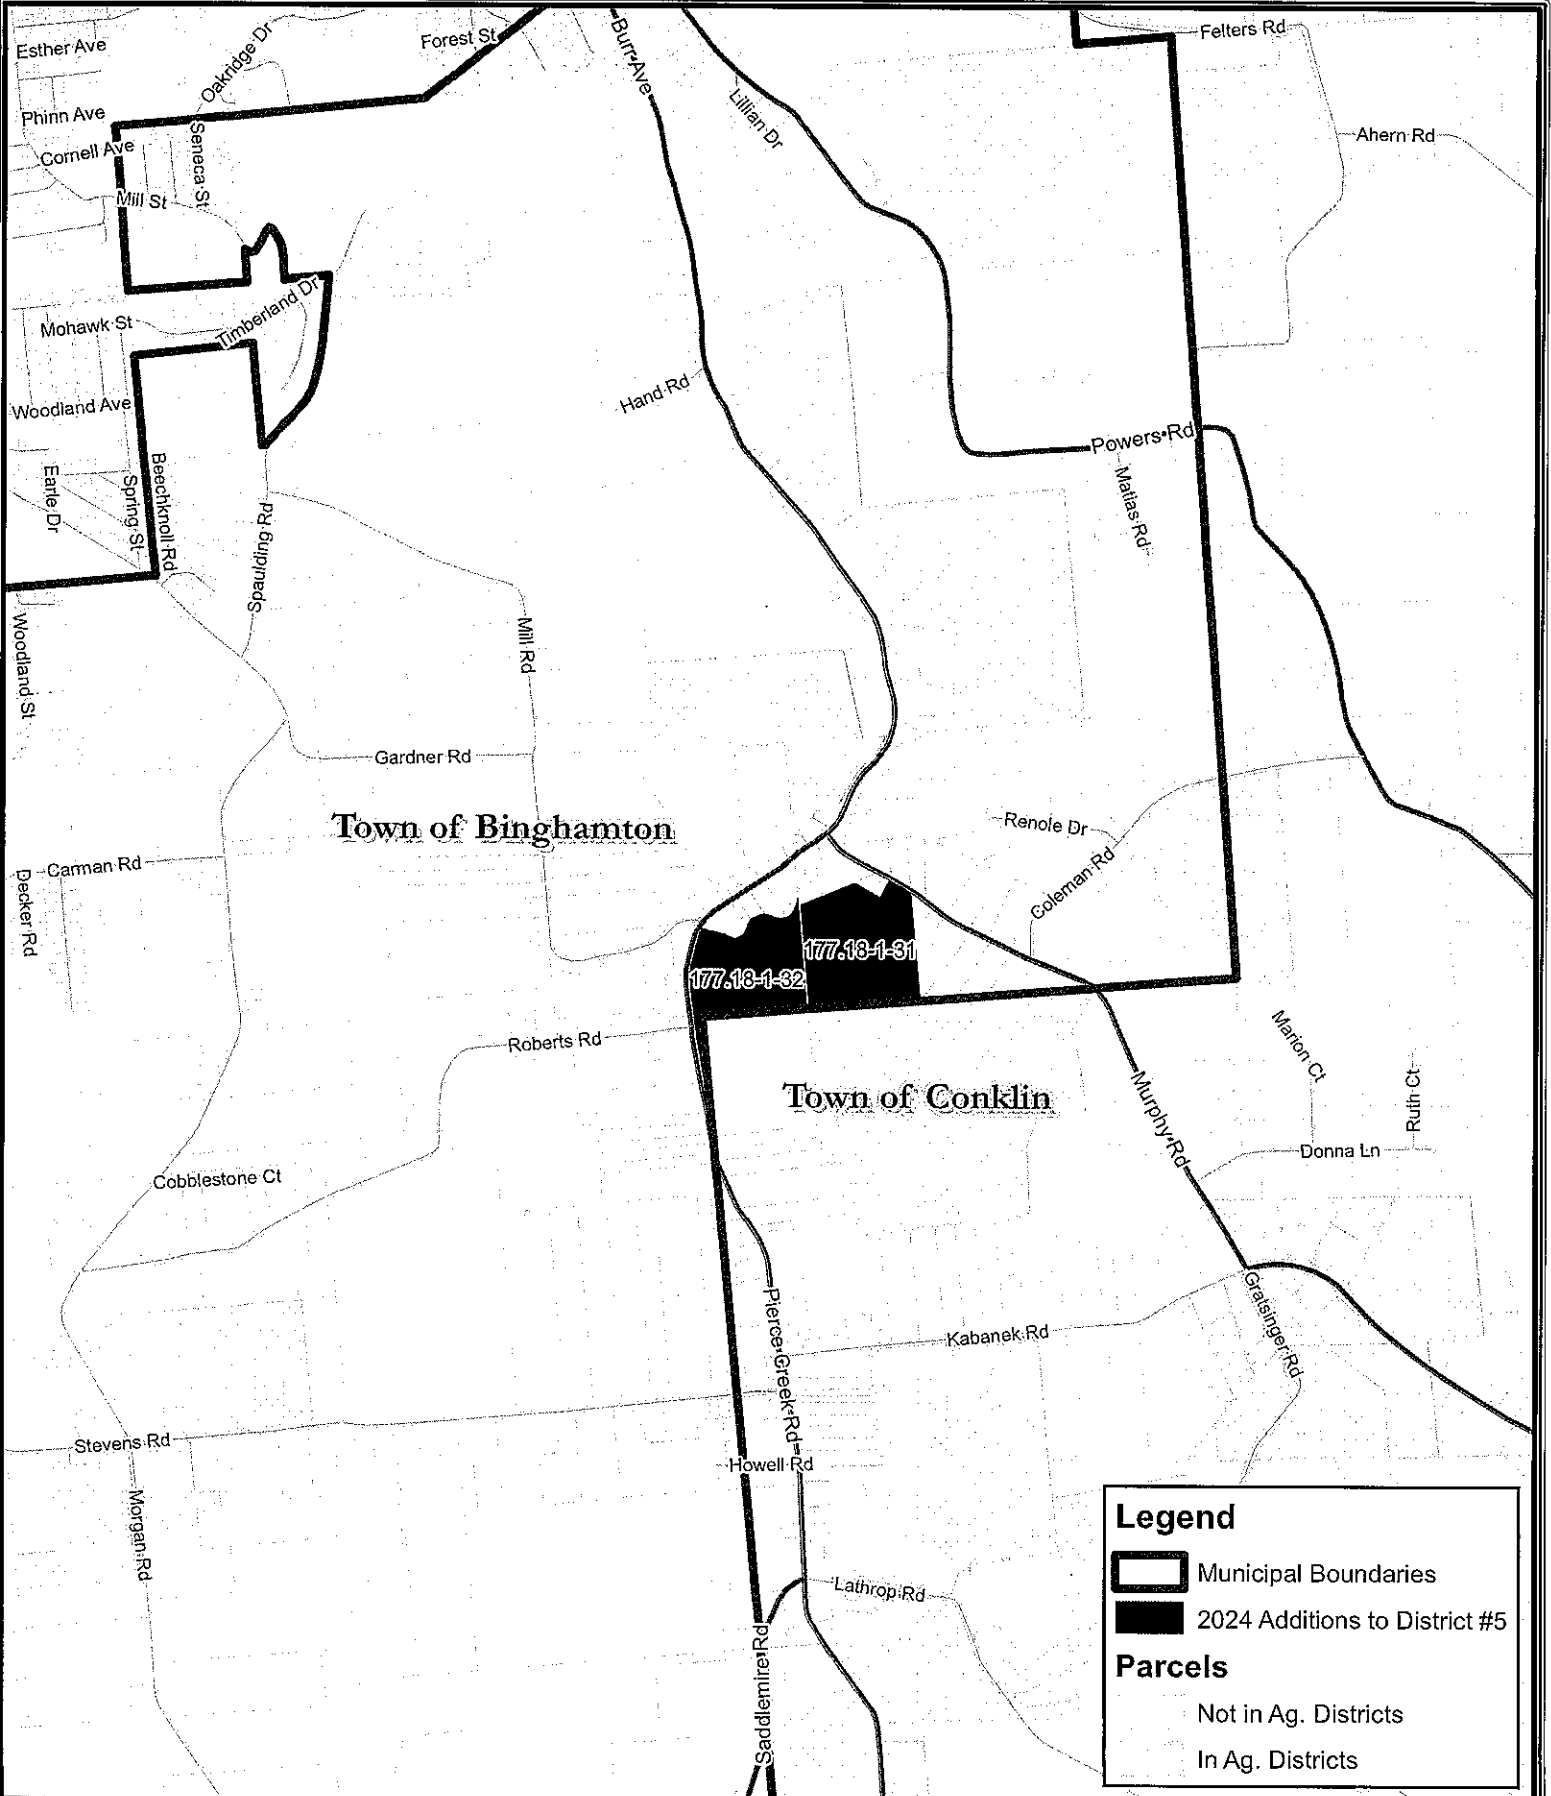 Esther Ave
Oakridge Dr
Forest St
Burr Ave
Felters Rd
Phinn Ave
Lillian Dr
Cornell Ave
Seneca St
Ahern Rd
Mill St
Timberland Dr
Mohawk St
Hand Rd
Woodland Ave
Powers Rd
Earle Dr
Spring St
Beechknoll Rd
Spaulding Rd
Matias Rd
Woodland St
Mill Rd
Gardner Rd
Town of Binghamton
Renole Dr
Carman Rd
Decker Rd
Coleman Rd
177.18-1-31
177.18-1-32
Roberts Rd
Marion Ct
Town of Conklin
Murphy Rd
Ruth Ct
Donna Ln
Cobblestone Ct
Pierce Creek Rd
Kabanek Rd
Gratsinger Rd
Stevens Rd
Howell Rd
Morgan Rd
Lathrop Rd
Saddlemire Rd
Legend
Municipal Boundaries
2024 Additions to District #5
Parcels
Not in Ag. Districts
In Ag. Districts